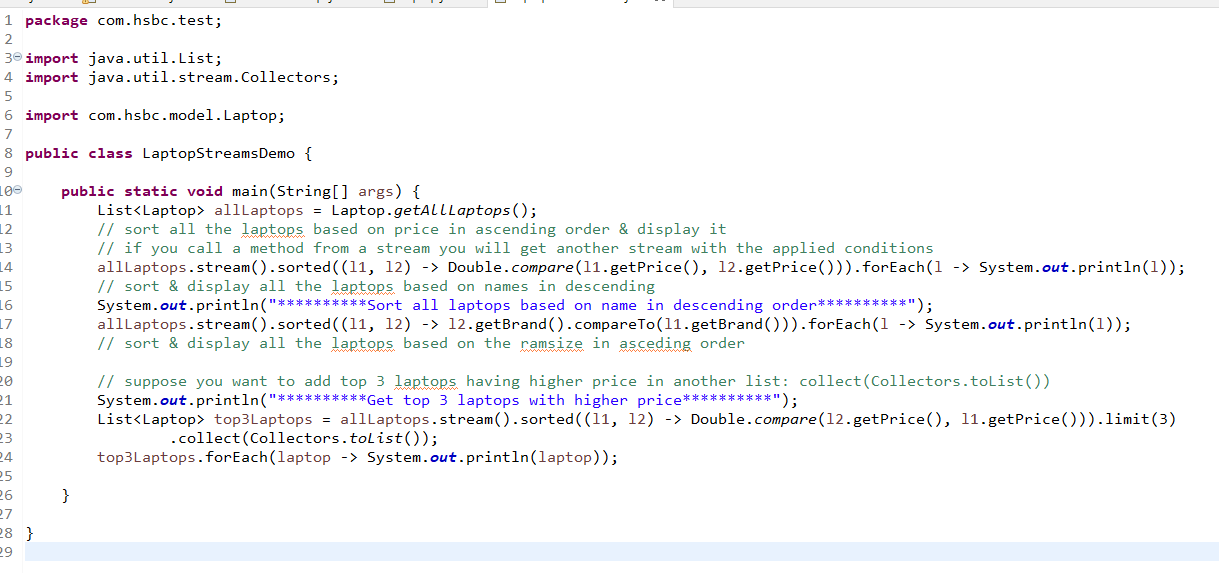 1 package com.hsbc.test;
2
3 import java.util.List;
4 import java.util.stream.Collectors;
5
6 import com.hsbc.model.Laptop;
7
8 public class LaptopStreamsDemo {
9
10 public static void main(String[] args) {
11 List<Laptop> allLaptops = Laptop.getAllLaptops();
12 // sort all the laptops based on price in ascending order & display it
13 // if you call a method from a stream you will get another stream with the applied conditions
14 allLaptops.stream().sorted((l1, l2) -> Double.compare(l1.getPrice(), l2.getPrice())).forEach(l -> System.out.println(l));
15 // sort & display all the laptops based on names in descending
16 System.out.println("**********Sort all laptops based on name in descending order**********");
17 allLaptops.stream().sorted((l1, l2) -> l2.getBrand().compareTo(l1.getBrand())).forEach(l -> System.out.println(l));
18 // sort & display all the laptops based on the ramsize in asceding order
19
20 // suppose you want to add top 3 laptops having higher price in another list: collect(Collectors.toList())
21 System.out.println("**********Get top 3 laptops with higher price**********");
22 List<Laptop> top3Laptops = allLaptops.stream().sorted((l1, l2) -> Double.compare(l2.getPrice(), l1.getPrice())).limit(3)
23 .collect(Collectors.toList());
24 top3Laptops.forEach(laptop -> System.out.println(laptop));
25
26 }
27
28 }
29